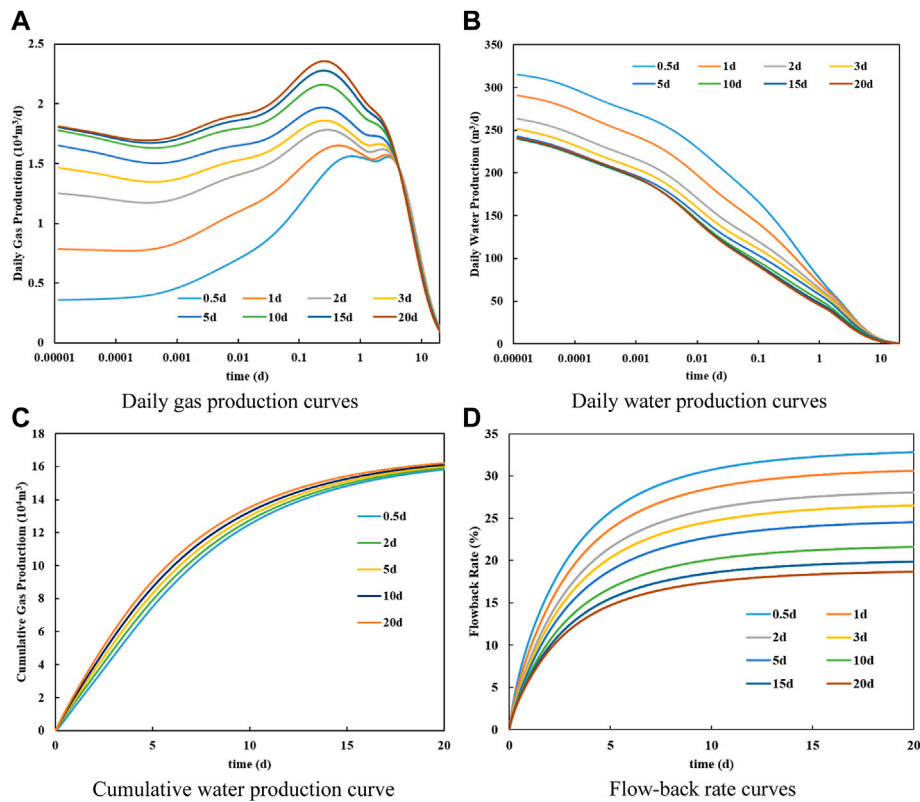 A
Daily Gas Productiom (10⁴m³/d)
2.5
2
1.5
1
0.5
0
0.5d 1d 2d 3d
5d 10d 15d 20d
0.00001 0.0001 0.001 0.01 0.1 1 10
time (d)
Daily gas production curves
B
Daily Water Productiom (m³/d)
350
300
250
200
150
100
50
0
0.5d 1d 2d 3d
5d 10d 15d 20d
0.00001 0.0001 0.001 0.01 0.1 1 10
time (d)
Daily water production curves
C
Cumulative Gas Productiom (10⁴m³)
18
16
14
12
10
8
6
4
2
0
0.5d
2d
5d
10d
20d
0 5 10 15 20
time (d)
Cumulative water production curve
D
Flowback Rate (%)
35
30
25
20
15
10
5
0
0.5d 1d
2d 3d
5d 10d
15d 20d
0 5 10 15 20
time (d)
Flow-back rate curves